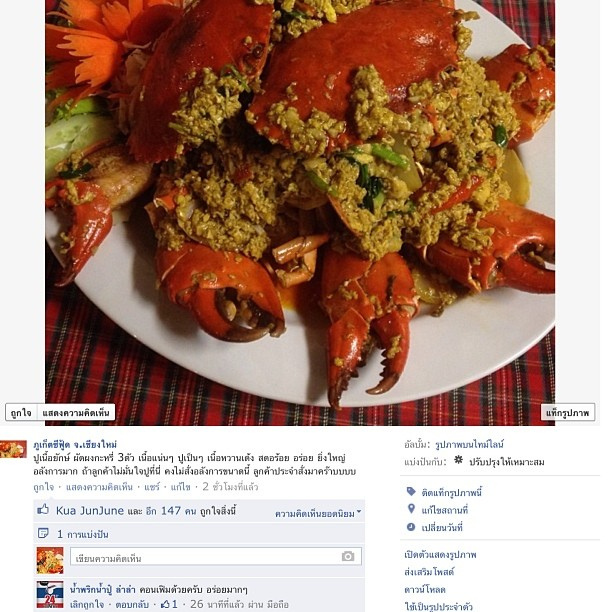 ถูกใจ แสดงความคิดเห็น แท็กรูปภาพ
ภูเก็ตซีฟู้ด จ.เชียงใหม่
ปูเนื้อยักษ์ ผัดผงกะหรี่ 3ตัว เนื้อแน่นๆ ปูเป็นๆ เนื้อหวานเด้ง สดอร้อย อร่อย ยิ่งใหญ่
อลังการมาก ถ้าลูกค้าไม่มั่นใจปูที่นี่ คงไม่สั่งอลังการขนาดนี้ ลูกค้าประจำสั่งมาคร๊าบบบบ
ถูกใจ · แสดงความคิดเห็น · แชร์ · แก้ไข · 2 ชั่วโมงที่แล้ว
Kua JunJune และ อีก 147 คน ถูกใจสิ่งนี้ ความคิดเห็นยอดนิยม
1 การแบ่งปัน
เขียนความคิดเห็น
น้ำพริกน้ำปู๋ ลำลำ คอนเฟิมด้วยครับ อร่อยมากๆ
เลิกถูกใจ · ตอบกลับ · 1 · 26 นาทีที่แล้ว ผ่าน มือถือ
อัลบั้ม: รูปภาพบนไทม์ไลน์
แบ่งปันกับ: ปรับปรุงให้เหมาะสม
ติดแท็กรูปภาพนี้
แก้ไขสถานที่
เปลี่ยนวันที่
เปิดตัวแสดงรูปภาพ
ส่งเสริมโพสต์
ดาวน์โหลด
ใช้เป็นรูปประจำตัว